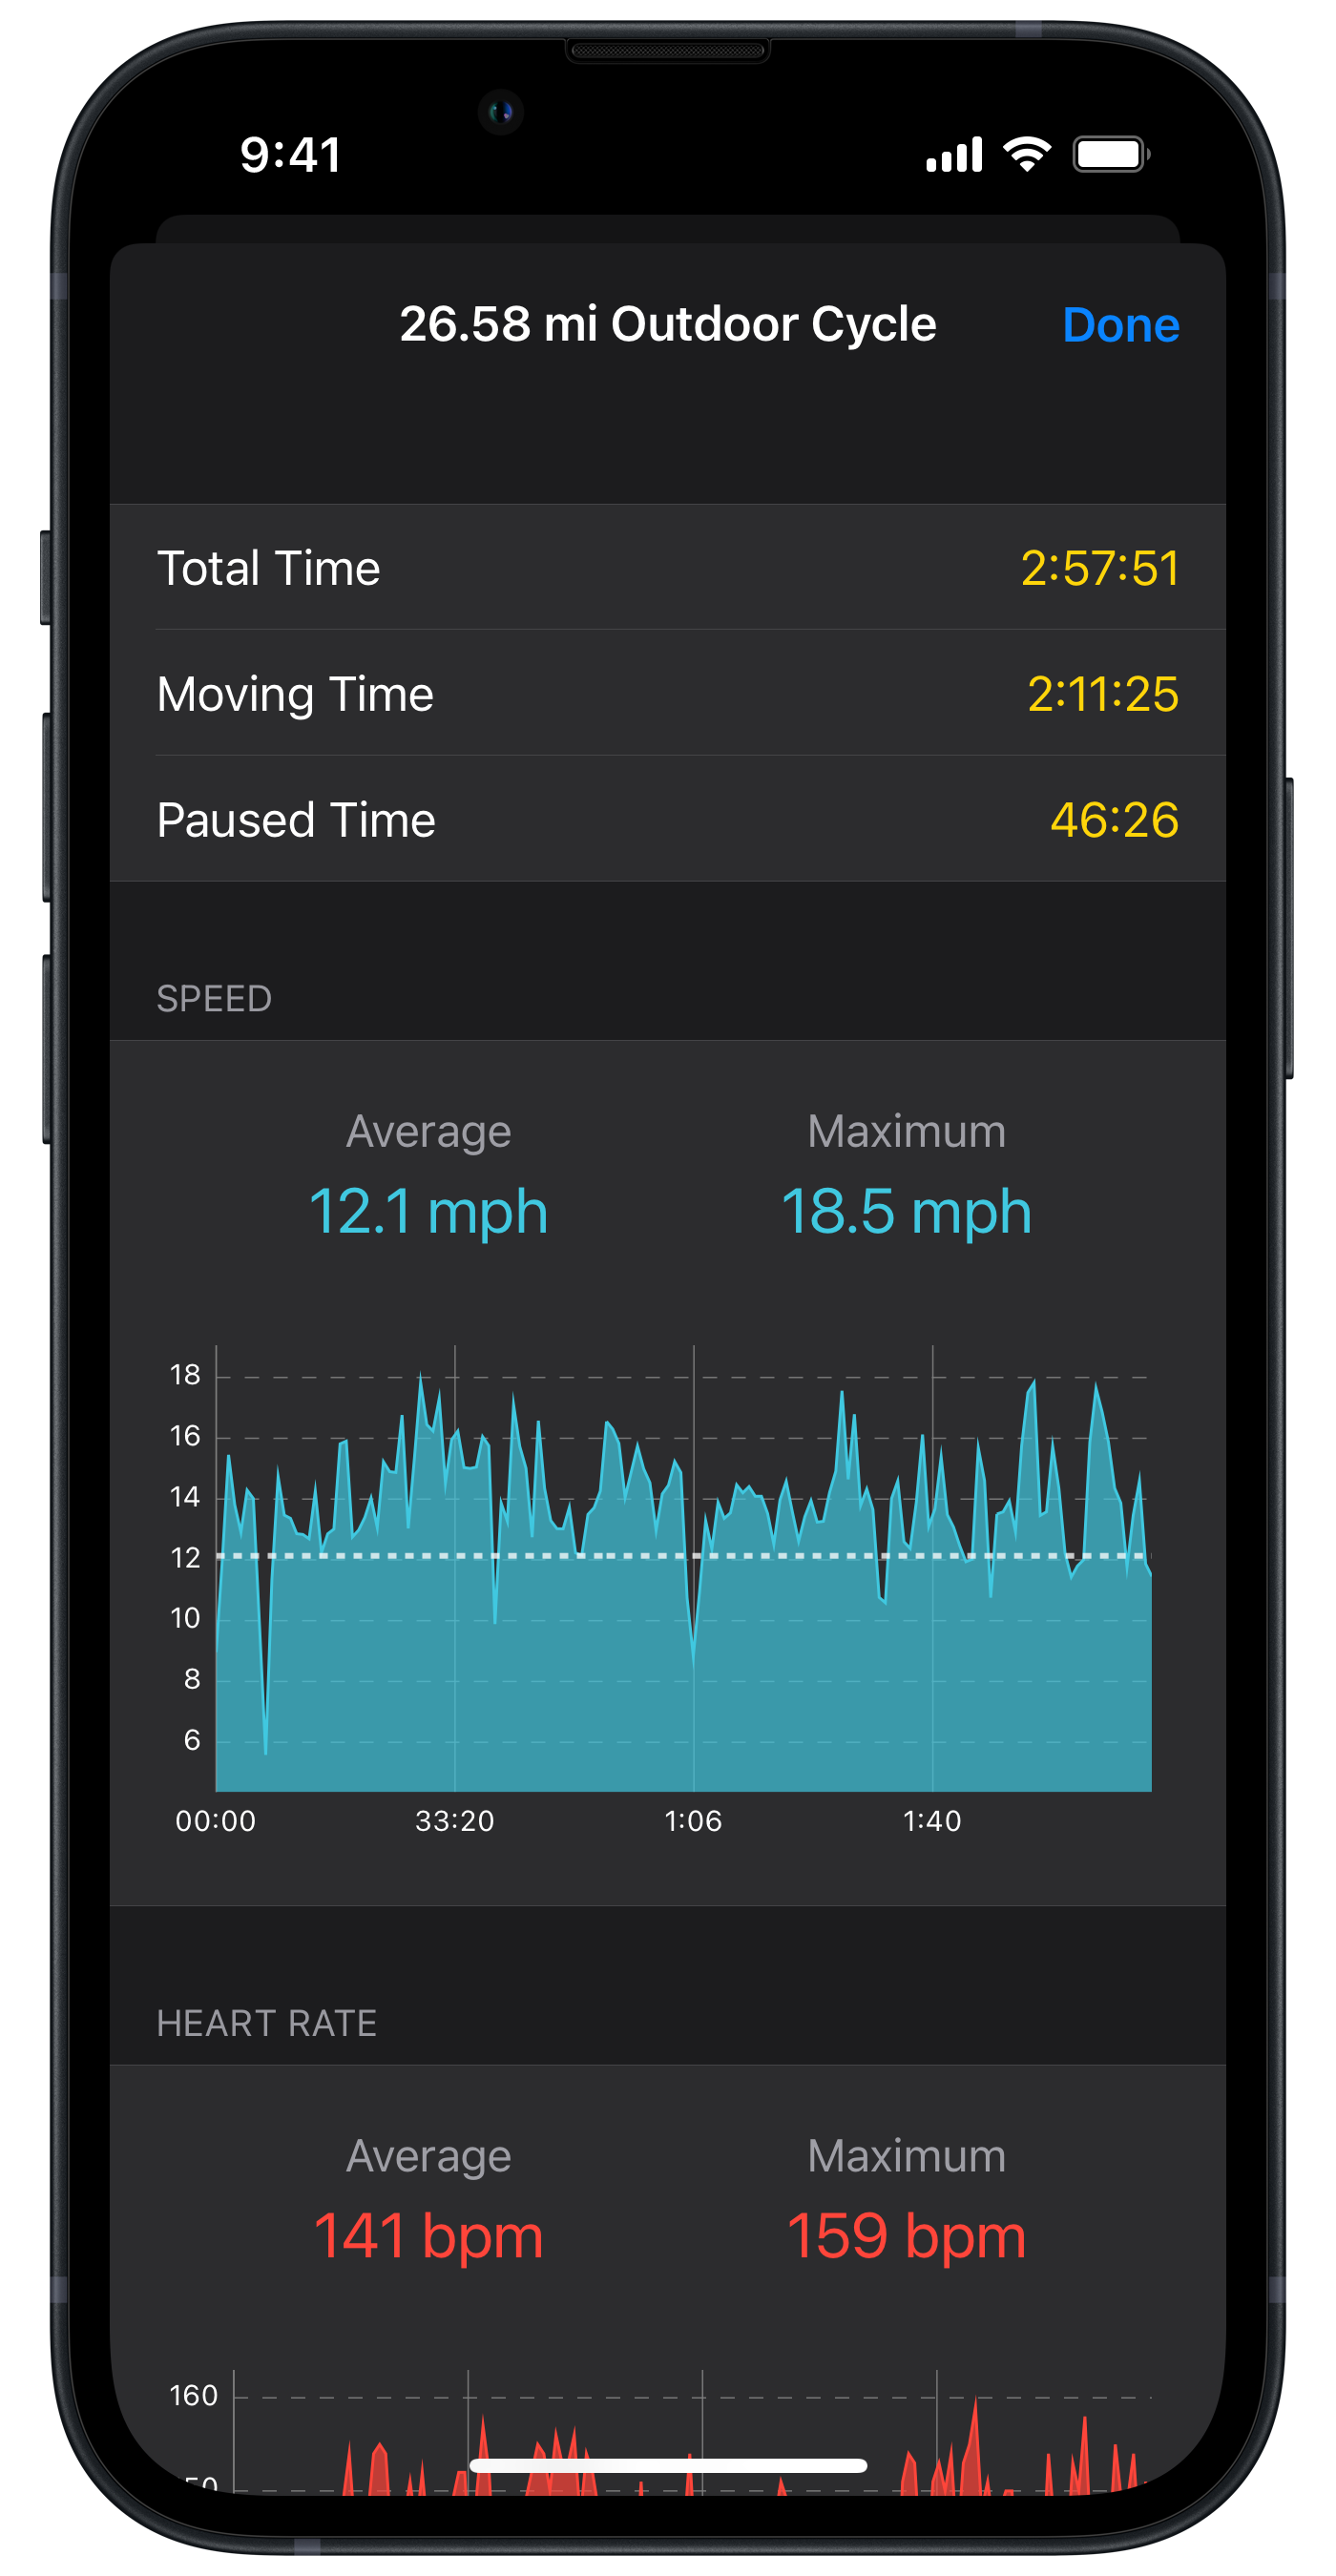 9:41
26.58 mi Outdoor Cycle Done
Total Time 2:57:51
Moving Time 2:11:25
Paused Time 46:26
SPEED
Average Maximum
12.1 mph 18.5 mph
18
16
14
12
10
8
6
00:00 33:20 1:06 1:40
HEART RATE
Average Maximum
141 bpm 159 bpm
160